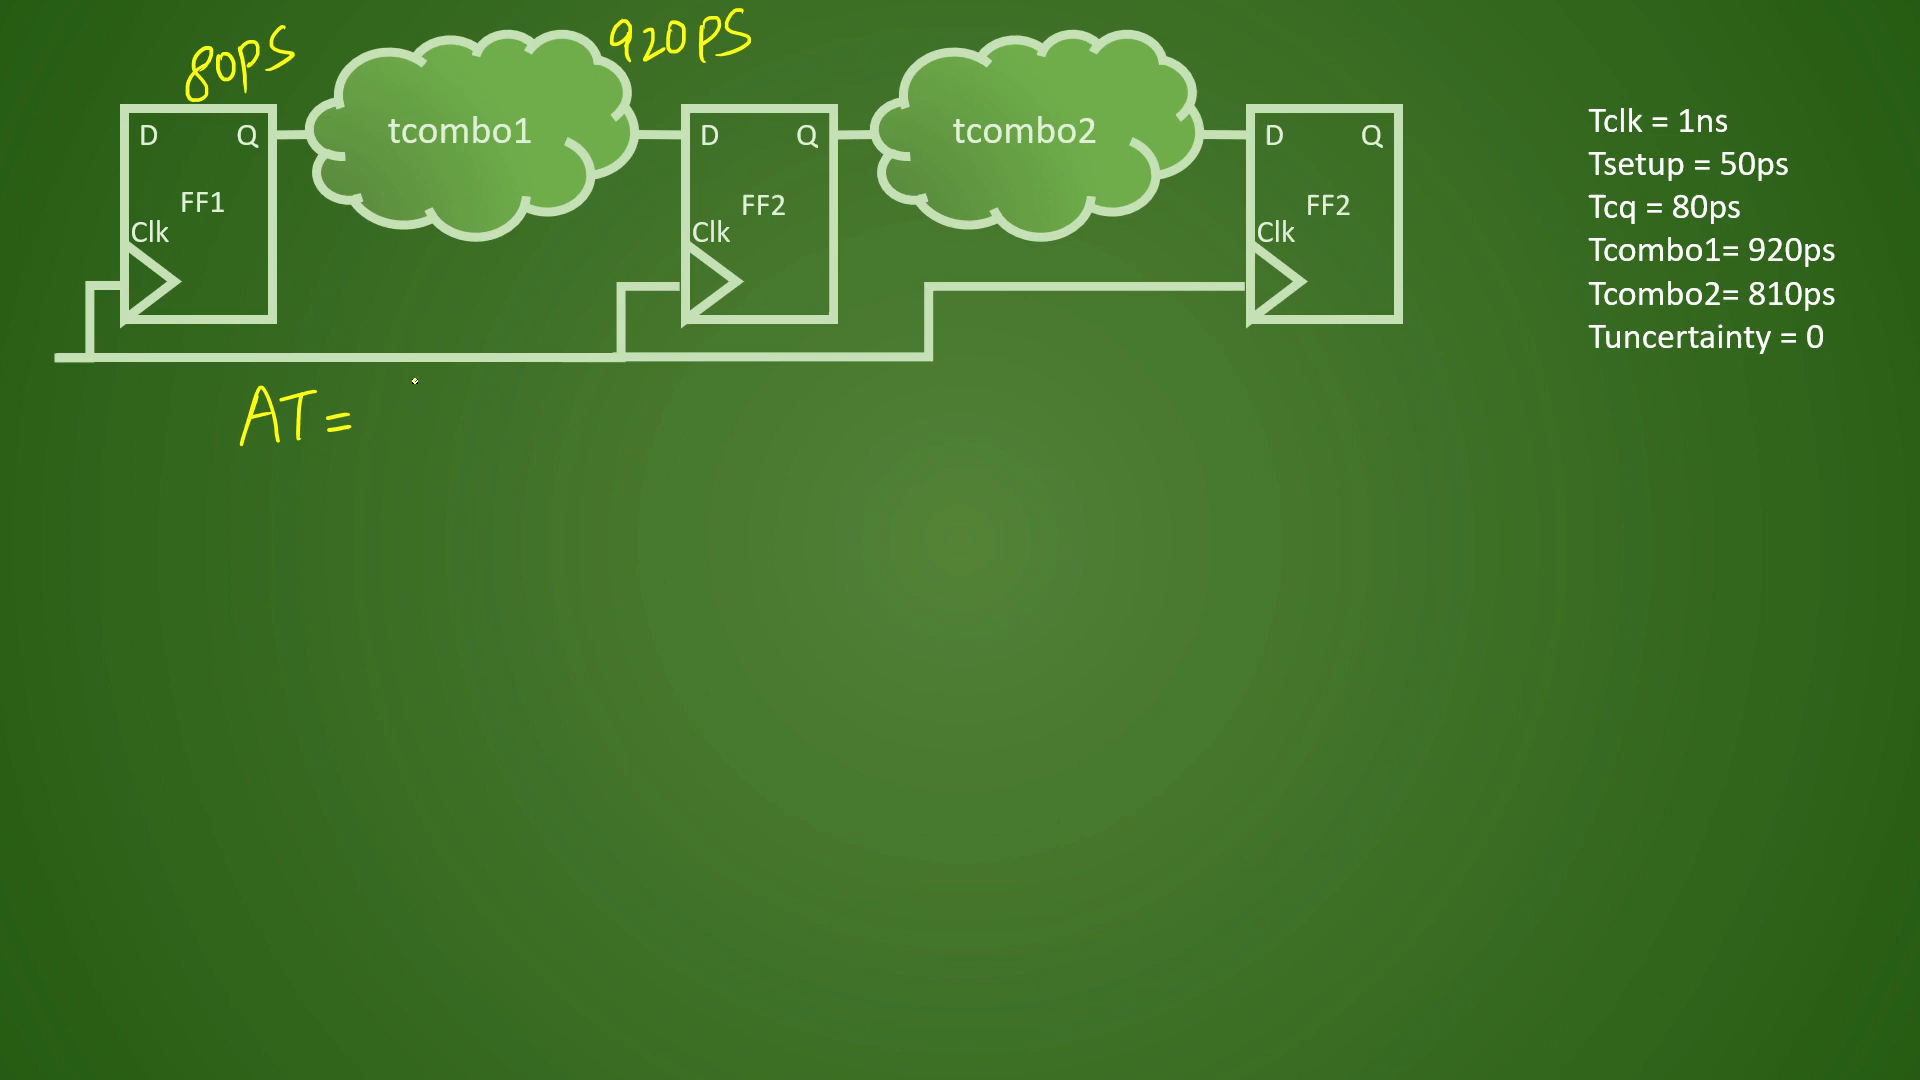 80PS
920PS
tcombo1
tcombo2
D Q
FF1
Clk
D Q
FF2
Clk
D Q
FF2
Clk
Tclk = 1ns
Tsetup = 50ps
Tcq = 80ps
Tcombo1= 920ps
Tcombo2= 810ps
Tuncertainty = 0
AT=